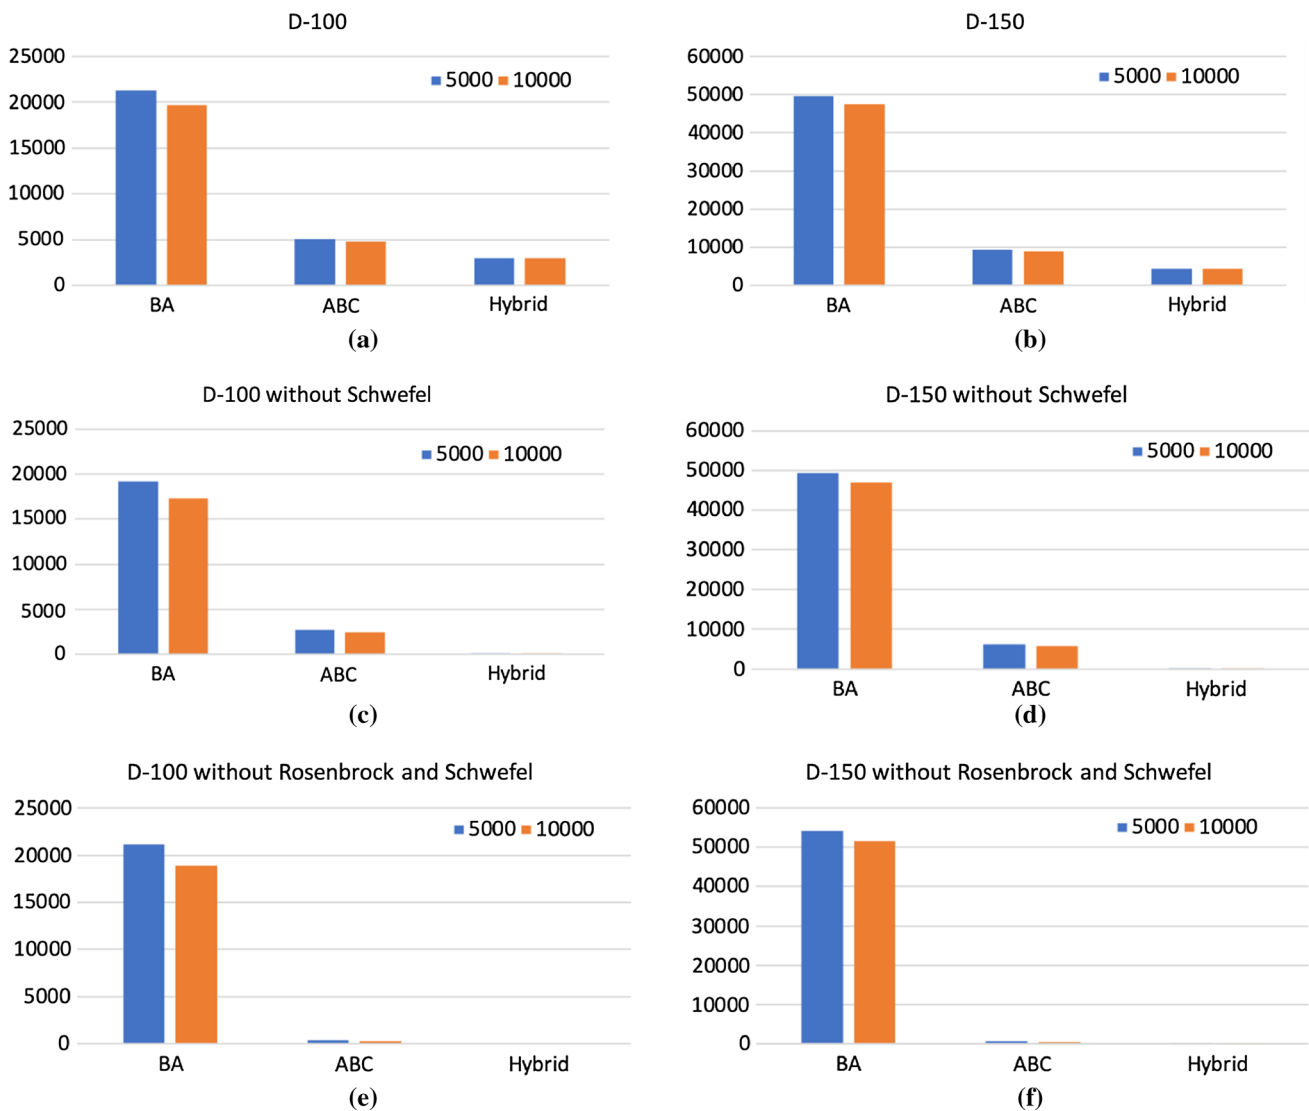 D-100
25000
20000
15000
10000
5000
0
5000 10000
BA ABC Hybrid
(a)
D-150
60000
50000
40000
30000
20000
10000
0
5000 10000
BA ABC Hybrid
(b)
D-100 without Schwefel
25000
20000
15000
10000
5000
0
5000 10000
BA ABC Hybrid
(c)
D-150 without Schwefel
60000
50000
40000
30000
20000
10000
0
5000 10000
BA ABC Hybrid
(d)
D-100 without Rosenbrock and Schwefel
25000
20000
15000
10000
5000
0
5000 10000
BA ABC Hybrid
(e)
D-150 without Rosenbrock and Schwefel
60000
50000
40000
30000
20000
10000
0
5000 10000
BA ABC Hybrid
(f)